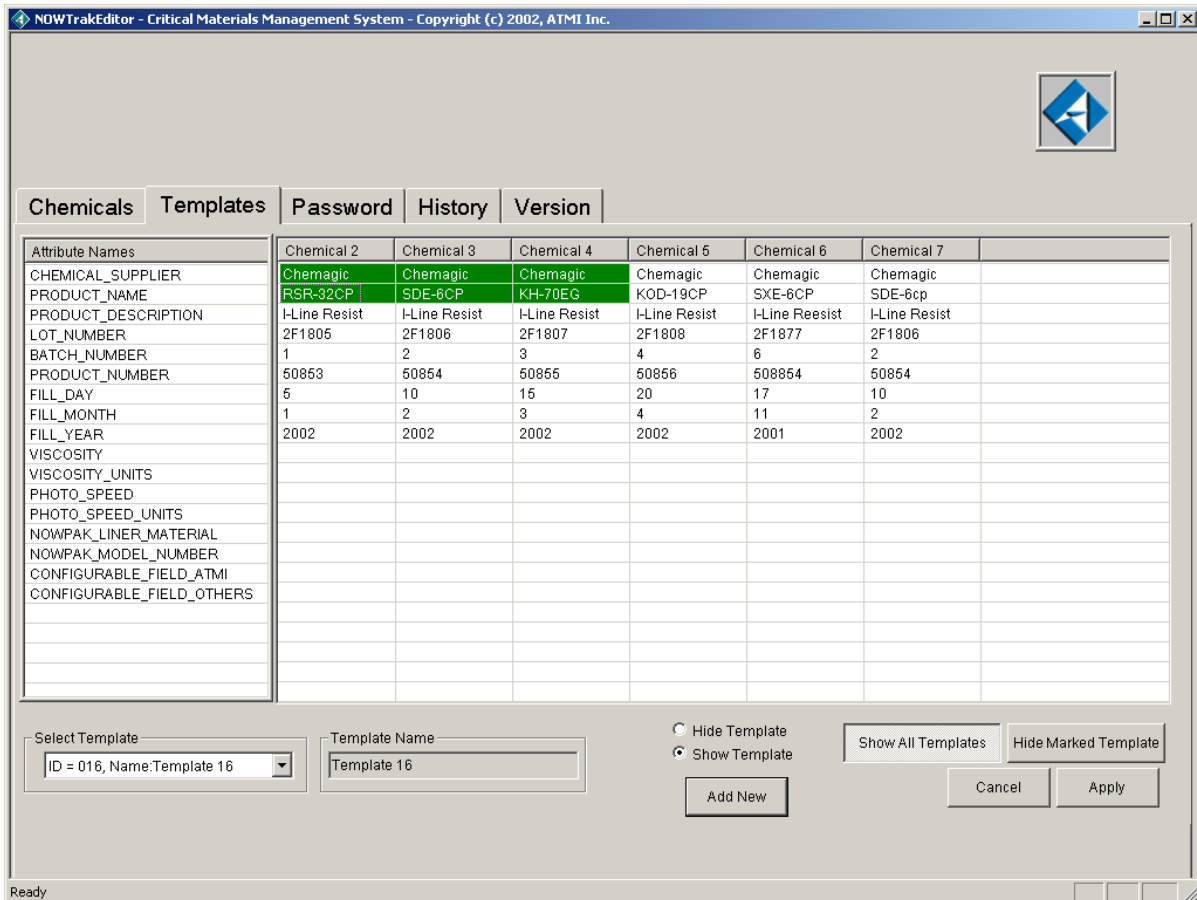 NOWTrakEditor - Critical Materials Management System - Copyright (c) 2002, ATMI Inc.
Chemicals Templates Password History Version
Attribute Names Chemical 2 Chemical 3 Chemical 4 Chemical 5 Chemical 6 Chemical 7
CHEMICAL_SUPPLIER Chemagic Chemagic Chemagic Chemagic Chemagic Chemagic
PRODUCT_NAME RSR-32CP SDE-6CP KH-70EG KOD-19CP SXE-6CP SDE-6cp
PRODUCT_DESCRIPTION I-Line Resist I-Line Resist I-Line Resist I-Line Resist I-Line Reesist I-Line Resist
LOT_NUMBER 2F1805 2F1806 2F1807 2F1808 2F1877 2F1806
BATCH_NUMBER 1 2 3 4 6 2
PRODUCT_NUMBER 50853 50854 50855 50856 508854 50854
FILL_DAY 5 10 15 20 17 10
FILL_MONTH 1 2 3 4 11 2
FILL_YEAR 2002 2002 2002 2002 2001 2002
VISCOSITY
VISCOSITY_UNITS
PHOTO_SPEED
PHOTO_SPEED_UNITS
NOWPAK_LINER_MATERIAL
NOWPAK_MODEL_NUMBER
CONFIGURABLE_FIELD_ATMI
CONFIGURABLE_FIELD_OTHERS
Select Template Template Name Hide Template Show All Templates Hide Marked Template
ID = 016, Name:Template 16 Template 16 Show Template
Add New Cancel Apply
Ready